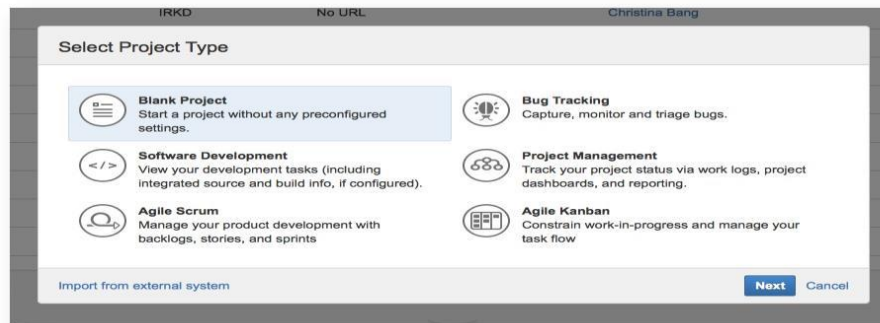 IRKD No URL Christina Bang
Select Project Type
Blank Project
Start a project without any preconfigured
settings.
Bug Tracking
Capture, monitor and triage bugs.
Software Development
View your development tasks (including
integrated source and build info, if configured).
Project Management
Track your project status via work logs, project
dashboards, and reporting.
Agile Scrum
Manage your product development with
backlogs, stories, and sprints
Agile Kanban
Constrain work-in-progress and manage your
task flow
Import from external system
Next Cancel